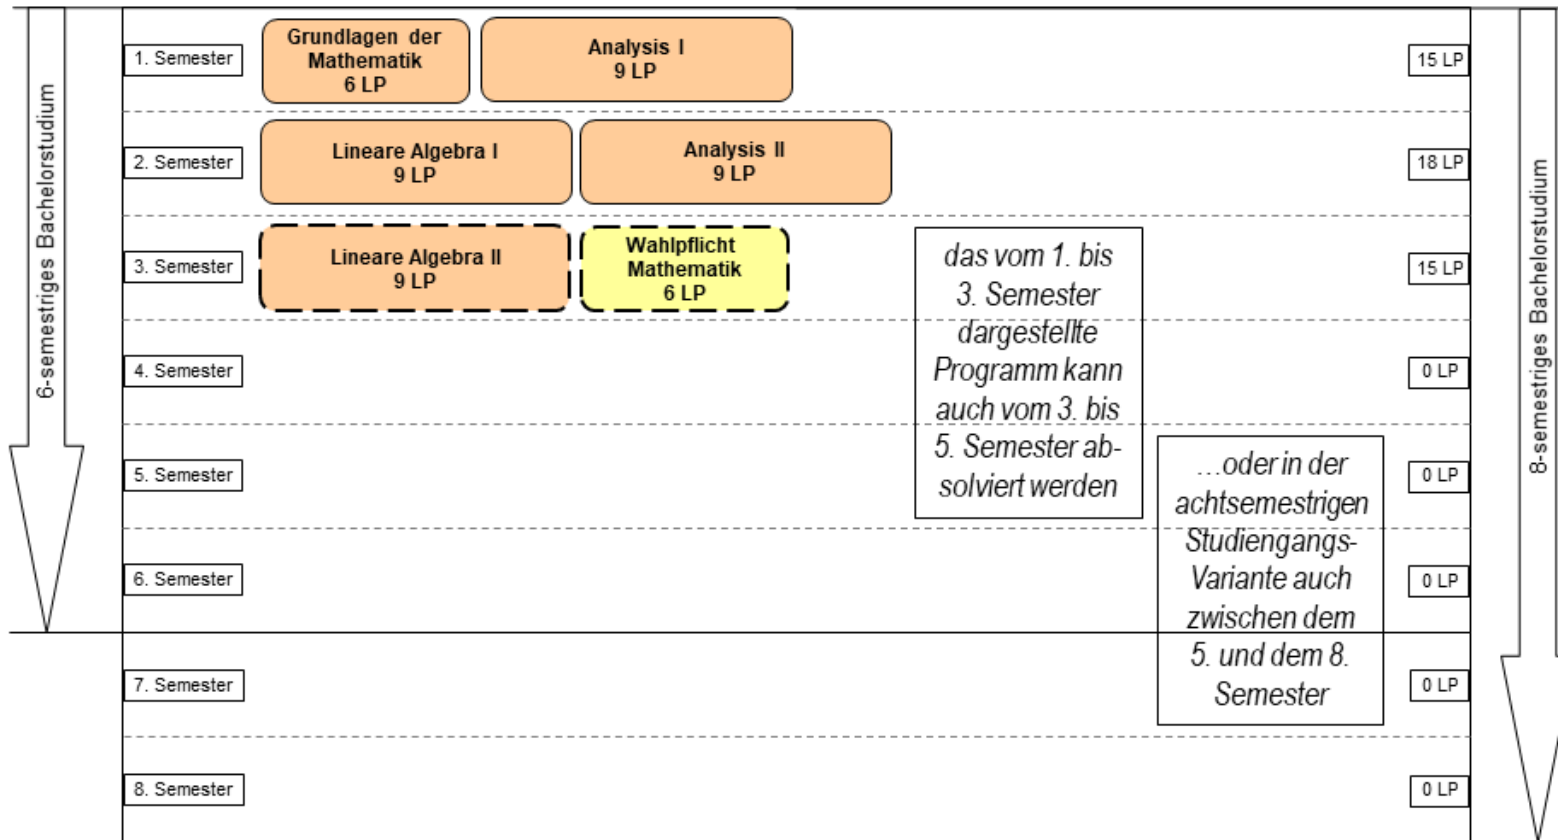 6-semestriges Bachelorstudium
8-semestriges Bachelorstudium
1. Semester
Grundlagen der
Mathematik
6 LP
Analysis I
9 LP
15 LP
2. Semester
Lineare Algebra I
9 LP
Analysis II
9 LP
18 LP
3. Semester
Lineare Algebra II
9 LP
Wahlpflicht
Mathematik
6 LP
15 LP
das vom 1. bis
3. Semester
dargestellte
Programm kann
auch vom 3. bis
5. Semester ab-
solviert werden
4. Semester
0 LP
5. Semester
0 LP
...oder in der
achtsemestrigen
Studiengangs-
Variante auch
zwischen dem
5. und dem 8.
Semester
6. Semester
0 LP
7. Semester
0 LP
8. Semester
0 LP